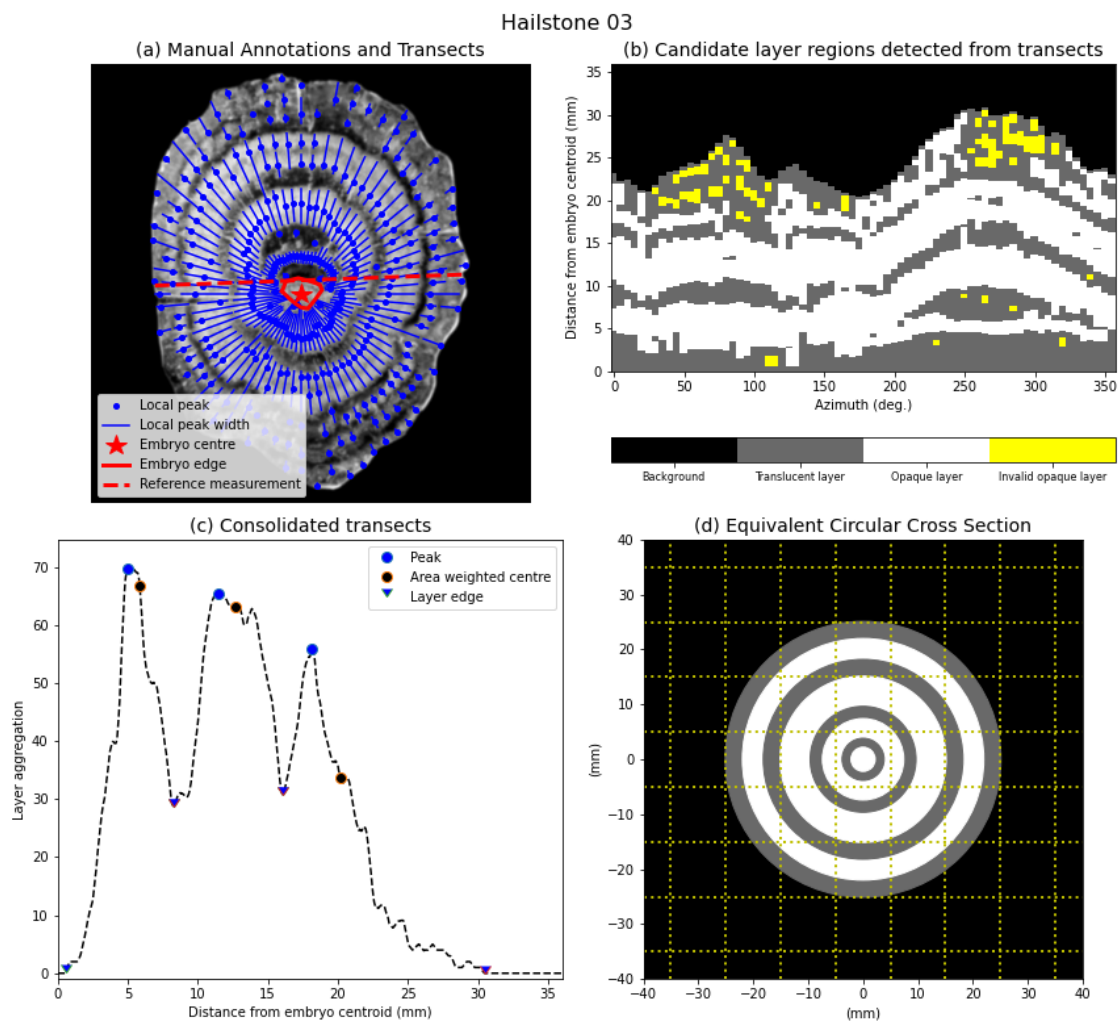 Hailstone 03
(a) Manual Annotations and Transects
Local peak
Local peak width
Embryo centre
Embryo edge
Reference measurement
(b) Candidate layer regions detected from transects
Distance from embryo centroid (mm)
35
30
25
20
15
10
5
0
0 50 100 150 200 250 300 350
Azimuth (deg.)
Background Translucent layer Opaque layer Invalid opaque layer
(c) Consolidated transects
Peak
Area weighted centre
Layer edge
Layer aggregation
70
60
50
40
30
20
10
0
0 5 10 15 20 25 30 35
Distance from embryo centroid (mm)
(d) Equivalent Circular Cross Section
(mm)
40
30
20
10
0
−10
−20
−30
−40
−40 −30 −20 −10 0 10 20 30 40
(mm)